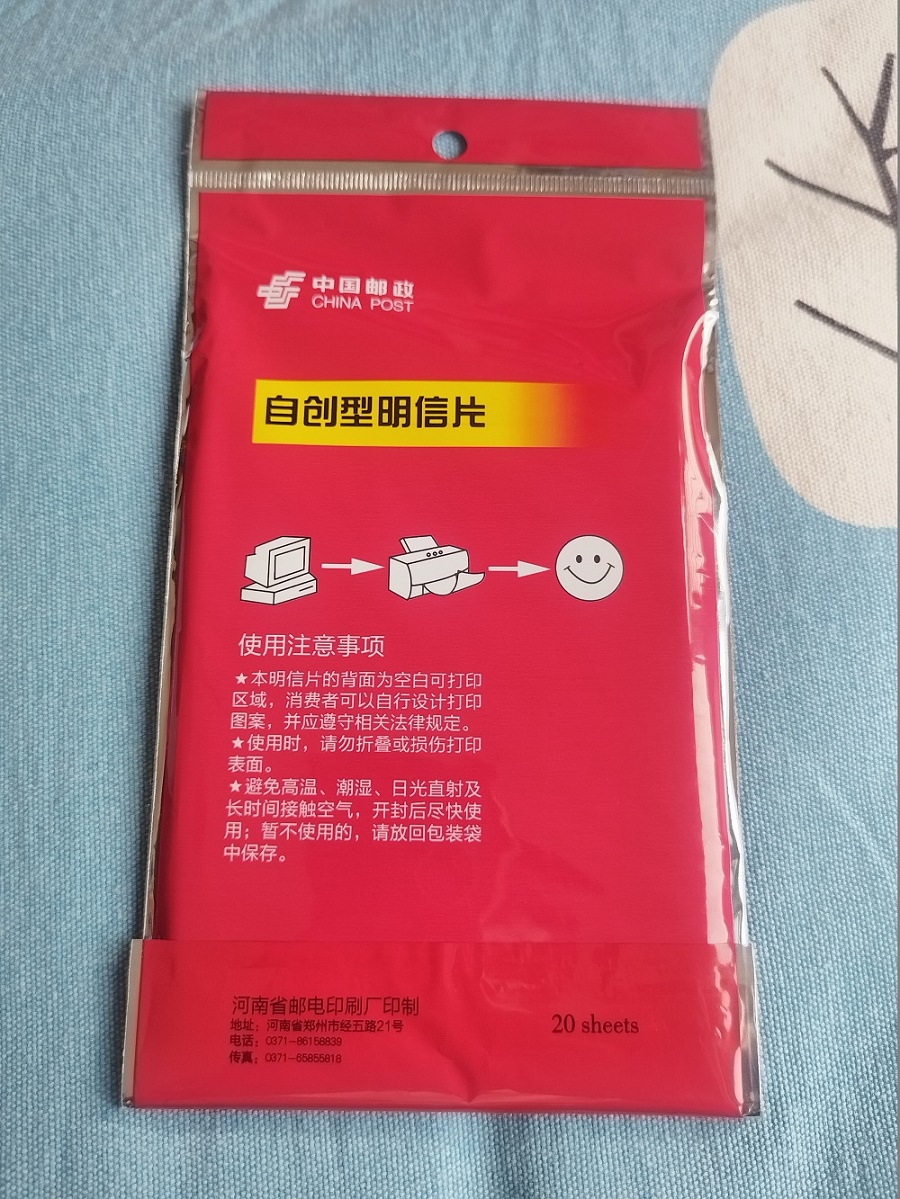 中国邮政
CHINA POST
自创型明信片
使用注意事项
★本明信片的背面为空白可打印
区域，消费者可以自行设计打印
图案，并应遵守相关法律规定。
★使用时，请勿折叠或损伤打印
表面。
★避免高温、潮湿、日光直射及
长时间接触空气，开封后尽快使
用；暂不使用的，请放回包装袋
中保存。
河南省邮电印刷厂印制
地址：河南省郑州市经五路21号
电话：0371-86158839
传真：0371-65855818
20 sheets